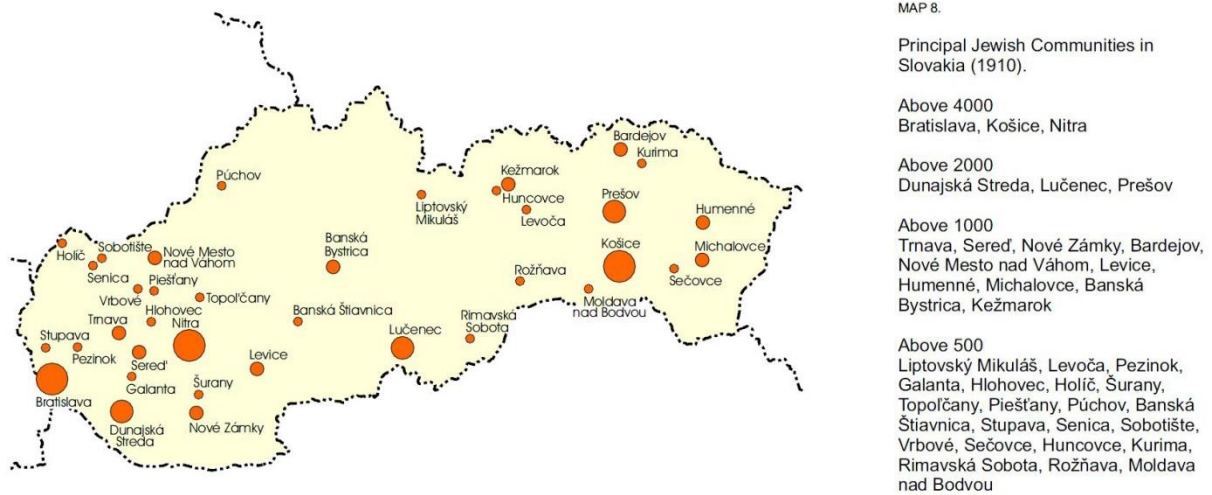 MAP 8.
Principal Jewish Communities in
Slovakia (1910).
Above 4000
Bratislava, Košice, Nitra
Above 2000
Dunajská Streda, Lučenec, Prešov
Above 1000
Trnava, Sereď, Nové Zámky, Bardejov,
Nové Mesto nad Váhom, Levice,
Humenné, Michalovce, Banská
Bystrica, Kežmarok
Above 500
Liptovský Mikuláš, Levoča, Pezinok,
Galanta, Hlohovec, Holíč, Šurany,
Topoľčany, Piešťany, Púchov, Banská
Štiavnica, Stupava, Senica, Sobotište,
Vrbové, Sečovce, Huncovce, Kurima,
Rimavská Sobota, Rožňava, Moldava
nad Bodvou
Bardejov
Kurima
Púchov
Kežmarok
Huncovce
Liptovský
Mikuláš
Levoča
Prešov
Humenné
Holíč
Sobotište
Senica
Nové Mesto
nad Váhom
Banská
Bystrica
Košice
Michalovce
Sečovce
Rožňava
Moldava
nad Bodvou
Vrbové
Piešťany
Topoľčany
Hlohovec
Banská Štiavnica
Rimavská
Sobota
Trnava
Nitra
Lučenec
Stupava
Pezinok
Sereď
Levice
Galanta
Šurany
Bratislava
Dunajská
Streda
Nové Zámky